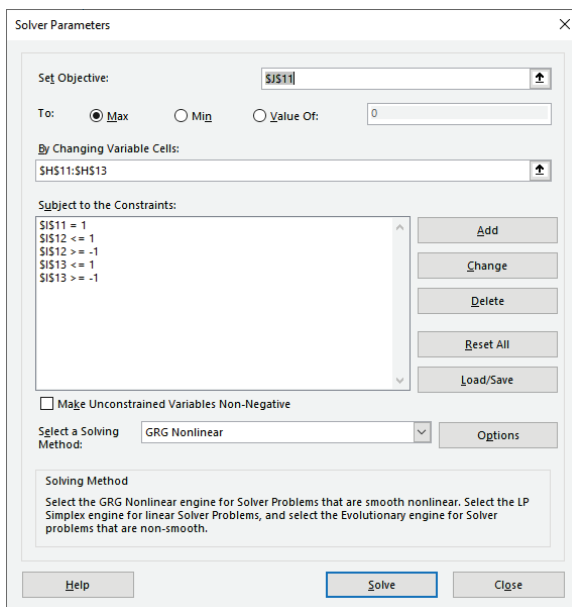 Solver Parameters
Set Objective:
$J$11
To:
Max
Min
Value Of:
0
By Changing Variable Cells:
$H$11:$H$13
Subject to the Constraints:
$I$11 = 1
$I$12 <= 1
$I$12 >= -1
$I$13 <= 1
$I$13 >= -1
Add
Change
Delete
Reset All
Load/Save
Make Unconstrained Variables Non-Negative
Select a Solving
Method:
GRG Nonlinear
Options
Solving Method
Select the GRG Nonlinear engine for Solver Problems that are smooth nonlinear. Select the LP
Simplex engine for linear Solver Problems, and select the Evolutionary engine for Solver
problems that are non-smooth.
Help
Solve
Close